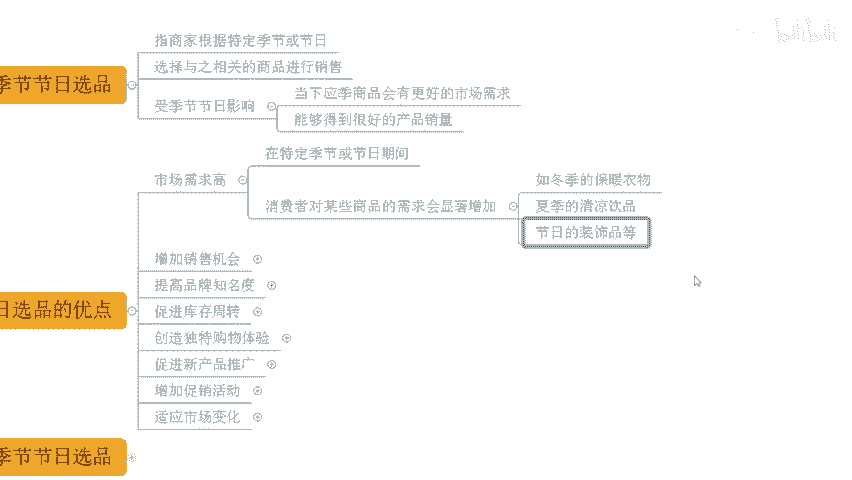 季节节日选品
指商家根据特定季节或节日
选择与之相关的商品进行销售
受季节节日影响
当下应季商品会有更好的市场需求
能够得到很好的产品销量
日选品的优点
市场需求高
在特定季节或节日期间
消费者对某些商品的需求会显著增加
如冬季的保暖衣物
夏季的清凉饮品
节日的装饰品等
增加销售机会
提高品牌知名度
促进库存周转
创造独特购物体验
促进新产品推广
增加促销活动
适应市场变化
季节节日选品
bilibili